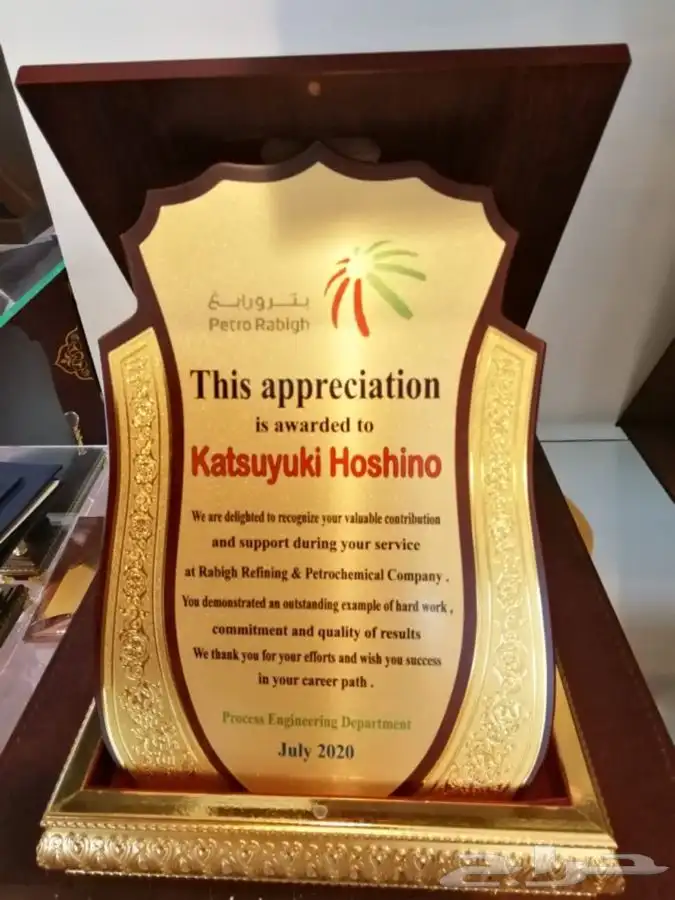 بترورابغ
Petro Rabigh
This appreciation
is awarded to
Katsuyuki Hoshino
We are delighted to recognize your valuable contribution
and support during your service
at Rabigh Refining & Petrochemical Company .
You demonstrated an outstanding example of hard work ,
commitment and quality of results
We thank you for your efforts and wish you success
in your career path .
Process Engineering Department
July 2020
حراج